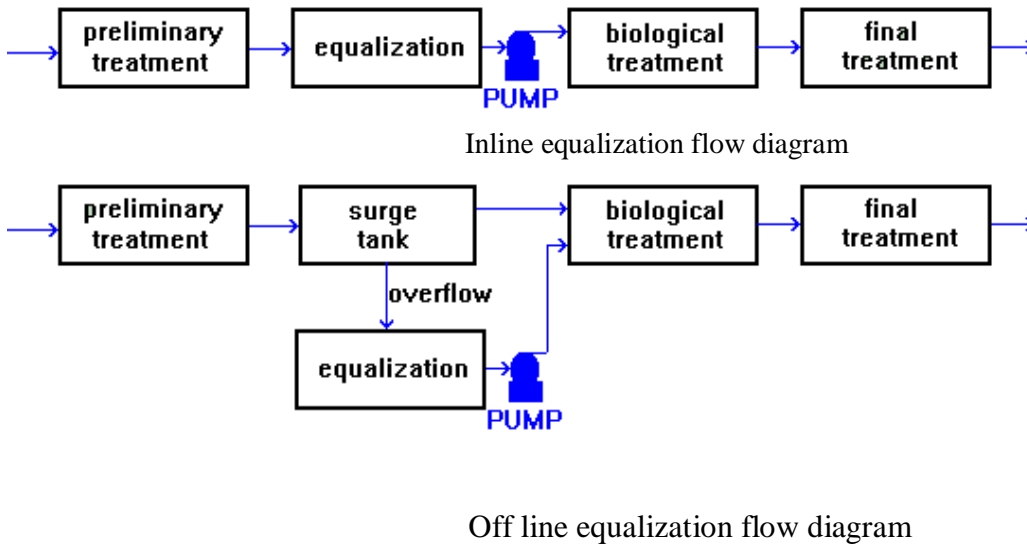 preliminary
treatment
equalization
PUMP
biological
treatment
final
treatment
Inline equalization flow diagram
preliminary
treatment
surge
tank
biological
treatment
final
treatment
overflow
equalization
PUMP
Off line equalization flow diagram